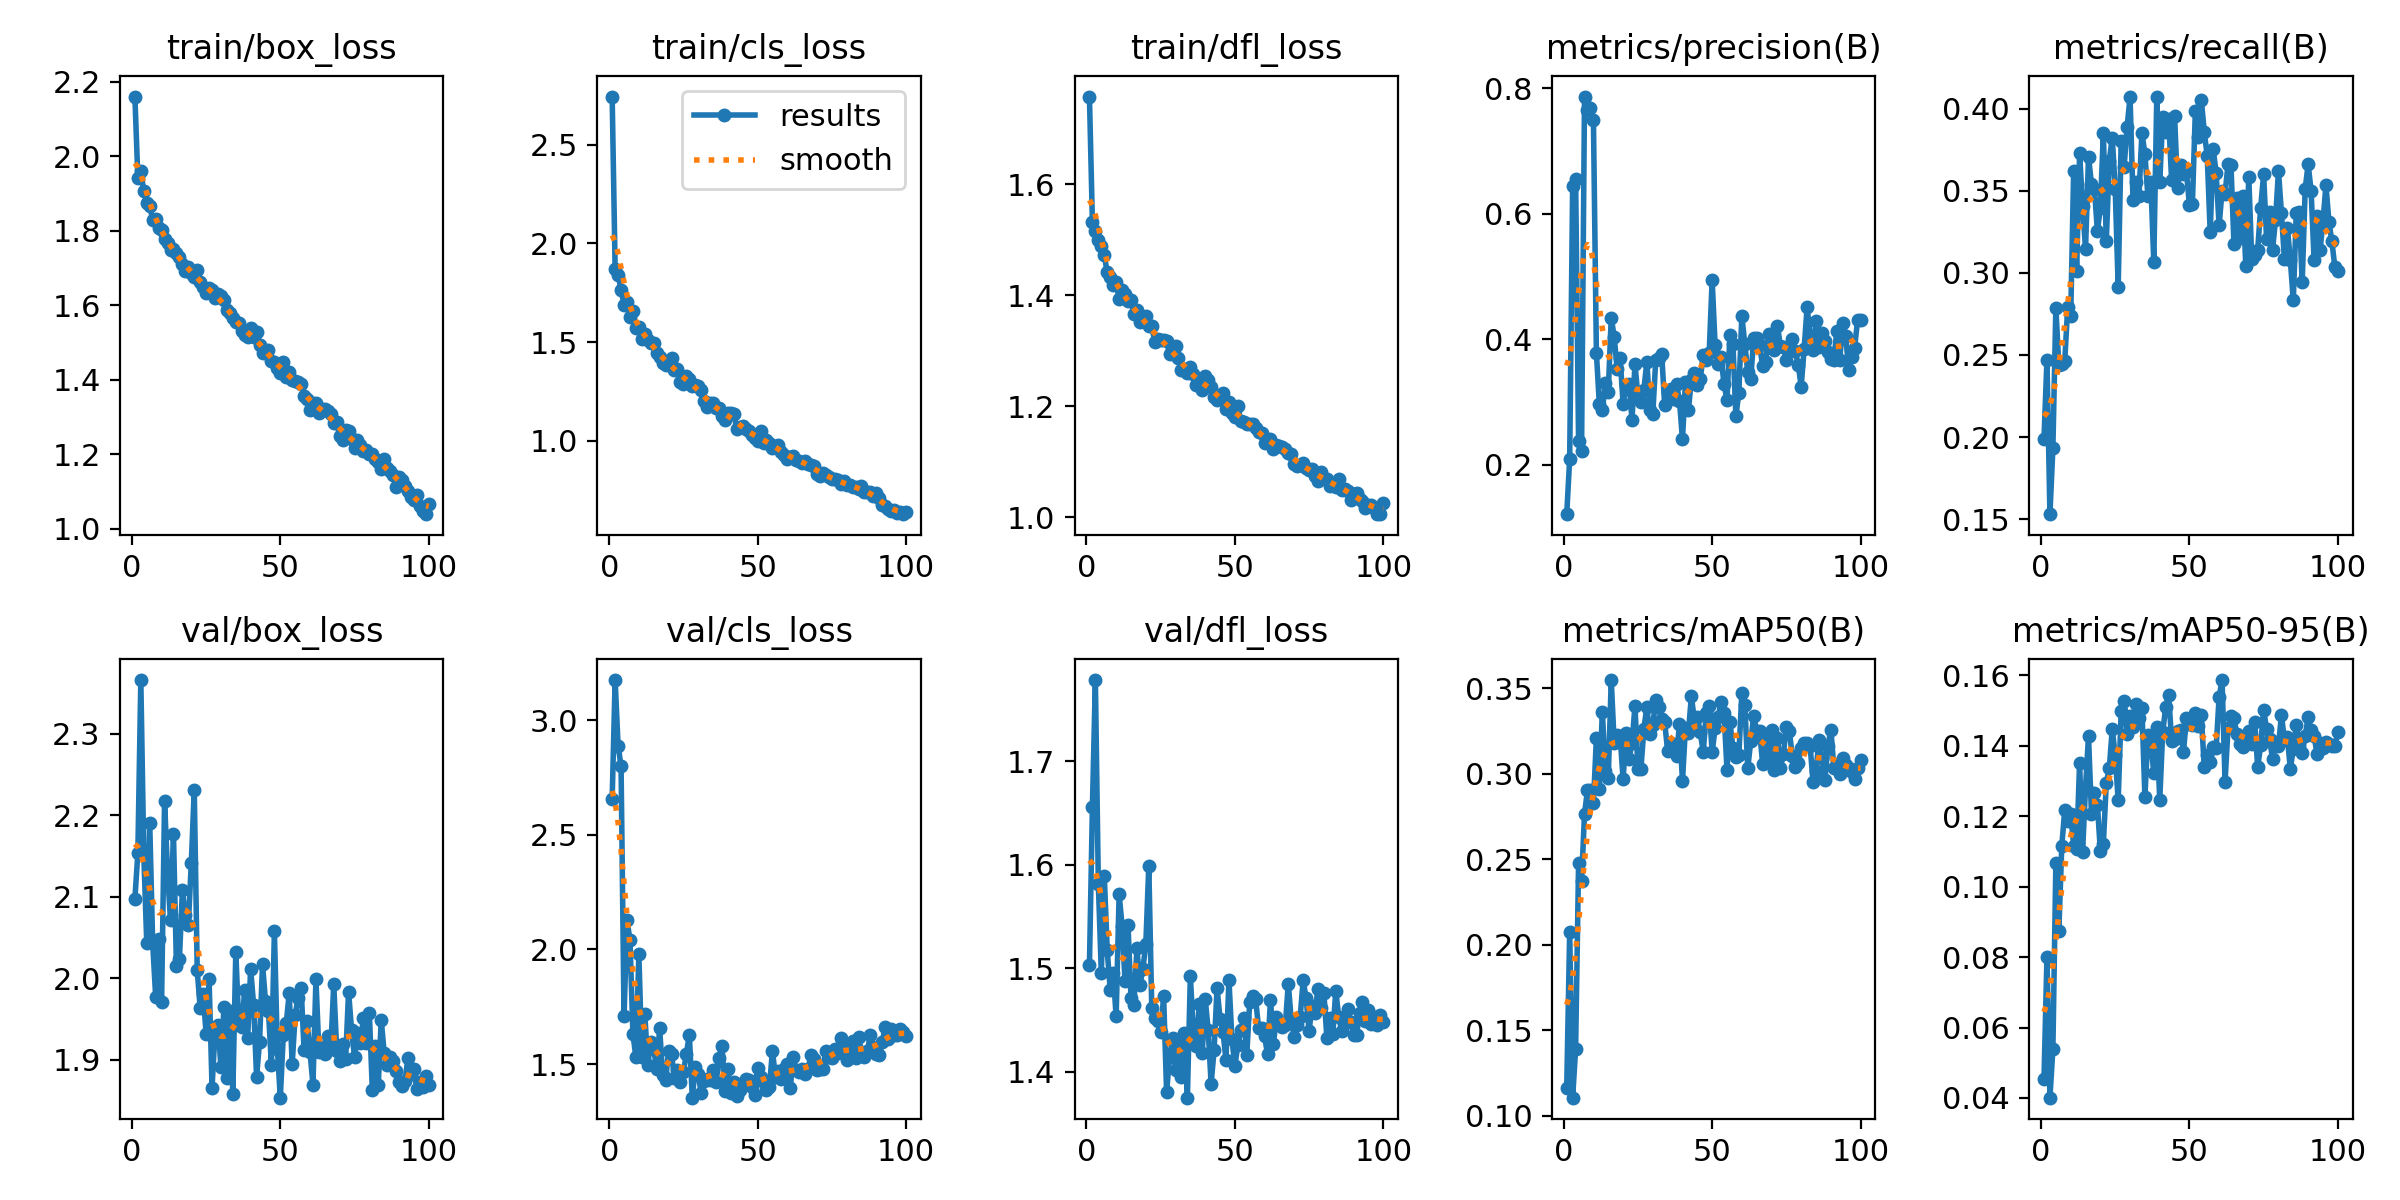 train/box_loss
2.2
2.0
1.8
1.6
1.4
1.2
1.0
0 50 100
train/cls_loss
results
smooth
2.5
2.0
1.5
1.0
0 50 100
train/dfl_loss
1.6
1.4
1.2
1.0
0 50 100
metrics/precision(B)
0.8
0.6
0.4
0.2
0 50 100
metrics/recall(B)
0.40
0.35
0.30
0.25
0.20
0.15
0 50 100
val/box_loss
2.3
2.2
2.1
2.0
1.9
0 50 100
val/cls_loss
3.0
2.5
2.0
1.5
0 50 100
val/dfl_loss
1.7
1.6
1.5
1.4
0 50 100
metrics/mAP50(B)
0.35
0.30
0.25
0.20
0.15
0.10
0 50 100
metrics/mAP50-95(B)
0.16
0.14
0.12
0.10
0.08
0.06
0.04
0 50 100